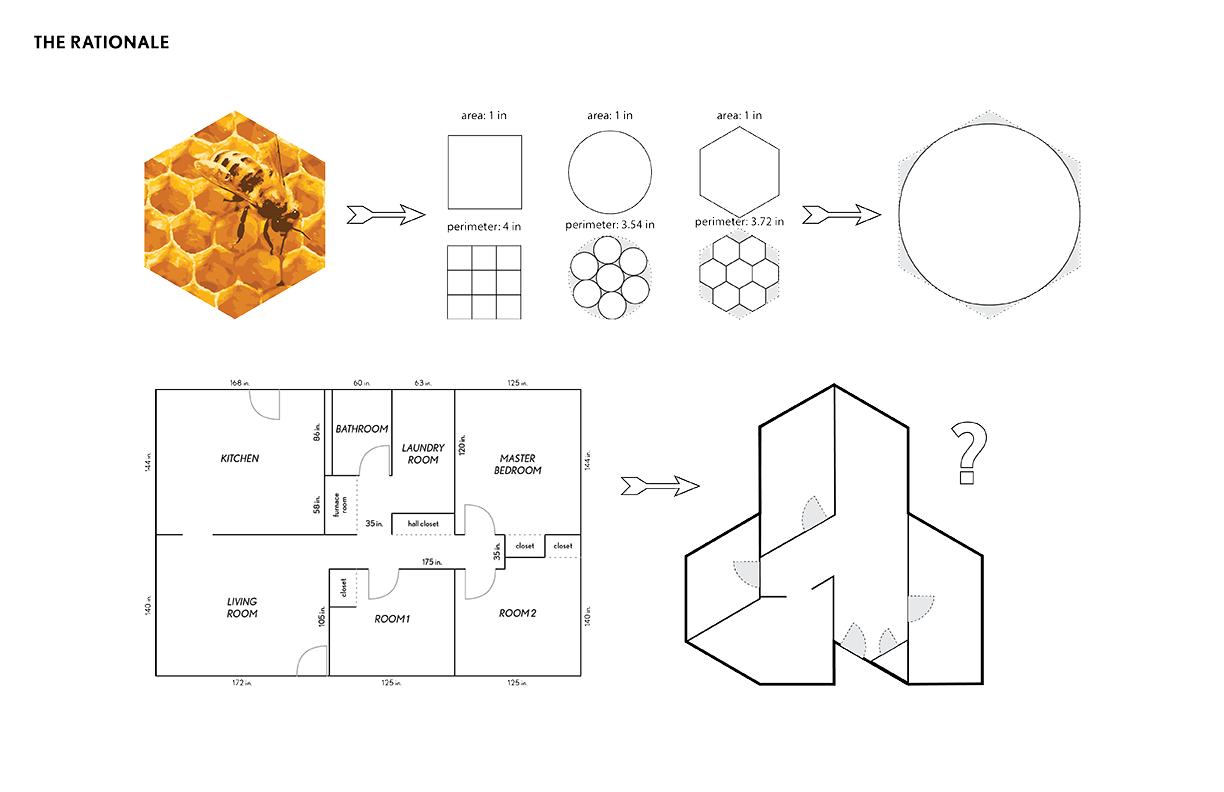 THE RATIONALE
area: 1 in
area: 1 in
area: 1 in
perimeter: 4 in
perimeter: 3.54 in
perimeter: 3.72 in
168 in.
60 in.
63 in.
125 in.
144 in.
KITCHEN
86 in.
BATHROOM
LAUNDRY
ROOM
120 in.
MASTER
BEDROOM
144 in.
?
58 in.
furnace
room
35 in.
hall closet
35 in.
closet
closet
175 in.
140 in.
LIVING
ROOM
105 in.
closet
ROOM 1
ROOM 2
140 in.
172 in.
125 in.
125 in.